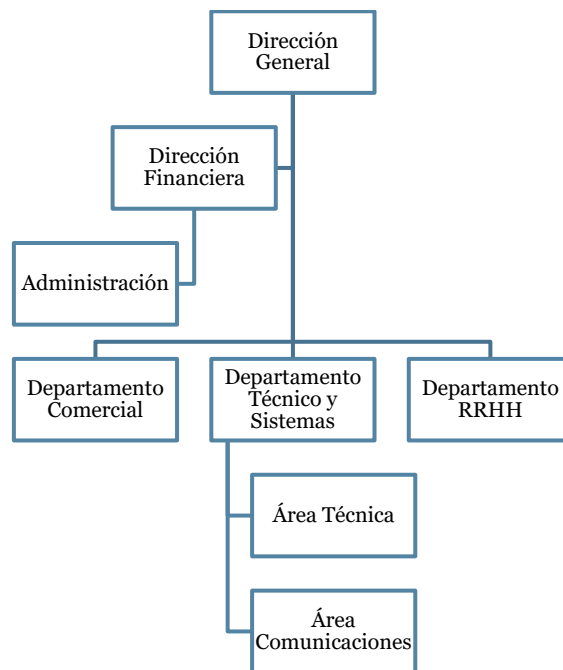 Dirección
General
Dirección
Financiera
Administración
Departamento
Comercial
Departamento
Técnico y
Sistemas
Departamento
RRHH
Área Técnica
Área
Comunicaciones